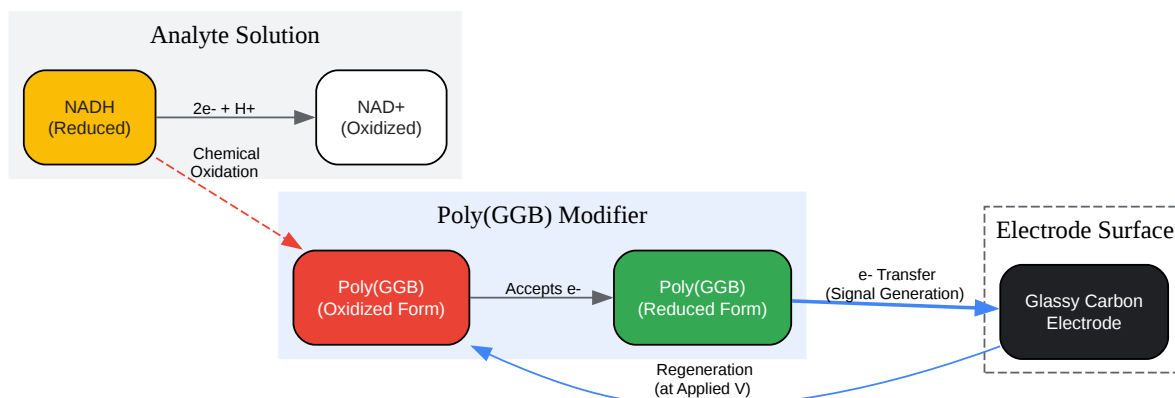 Analyte Solution
NADH
(Reduced)
2e- + H+
NAD+
(Oxidized)
Chemical
Oxidation
Poly(GGB) Modifier
Poly(GGB)
(Oxidized Form)
Accepts e-
Poly(GGB)
(Reduced Form)
e- Transfer
(Signal Generation)
Electrode Surface
Glassy Carbon
Electrode
Regeneration
(at Applied V)